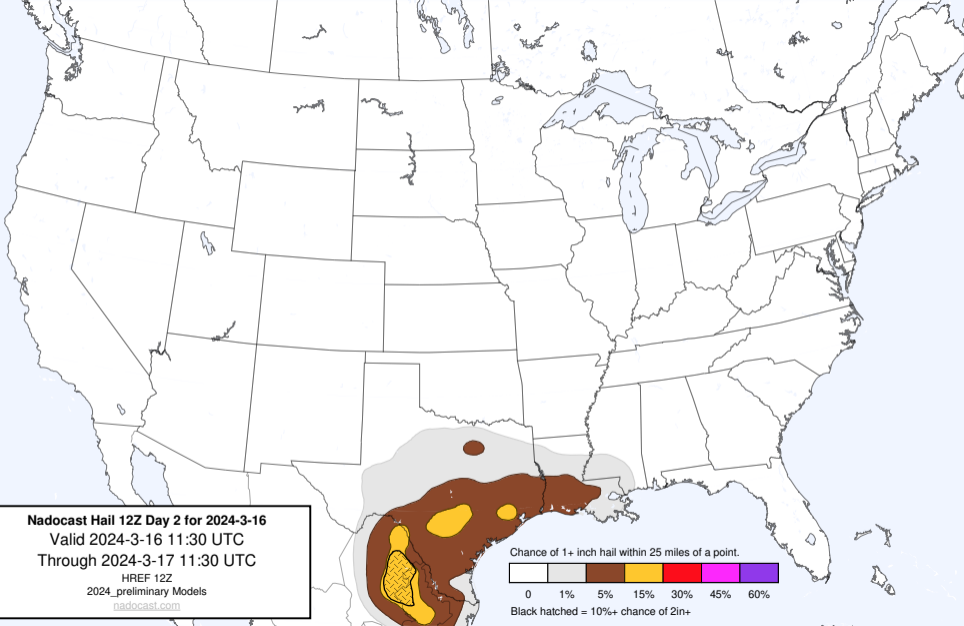 Nadocast Hail 12Z Day 2 for 2024-3-16
Valid 2024-3-16 11:30 UTC
Through 2024-3-17 11:30 UTC
HREF 12Z
2024_preliminary Models
nadocast.com
Chance of 1+ inch hail within 25 miles of a point.
0 1% 5% 15% 30% 45% 60%
Black hatched = 10%+ chance of 2in+